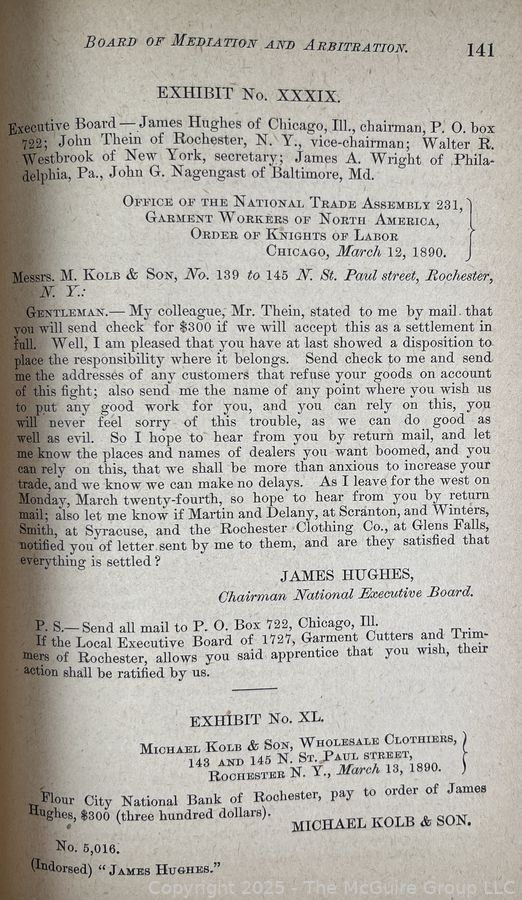 BOARD OF MEDIATION AND ARBITRATION. 141
EXHIBIT No. XXXIX.
Executive Board — James Hughes of Chicago, Ill., chairman, P. O. box
722; John Thein of Rochester, N. Y., vice-chairman; Walter R.
Westbrook of New York, secretary; James A. Wright of Phila-
delphia, Pa., John G. Nagengast of Baltimore, Md.
OFFICE OF THE NATIONAL TRADE ASSEMBLY 231,
GARMENT WORKERS OF NORTH AMERICA,
ORDER OF KNIGHTS OF LABOR
CHICAGO, March 12, 1890.
Messrs. M. KOLB & SON, No. 139 to 145 N. St. Paul street, Rochester,
N. Y.:
GENTLEMAN.— My colleague, Mr. Thein, stated to me by mail that
you will send check for $300 if we will accept this as a settlement in
full. Well, I am pleased that you have at last showed a disposition to
place the responsibility where it belongs. Send check to me and send
me the addresses of any customers that refuse your goods on account
of this fight; also send me the name of any point where you wish us
to put any good work for you, and you can rely on this, you
will never feel sorry of this trouble, as we can do good as
well as evil. So I hope to hear from you by return mail, and let
me know the places and names of dealers you want boomed, and you
can rely on this, that we shall be more than anxious to increase your
trade, and we know we can make no delays. As I leave for the west on
Monday, March twenty-fourth, so hope to hear from you by return
mail; also let me know if Martin and Delany, at Scranton, and Winters,
Smith, at Syracuse, and the Rochester Clothing Co., at Glens Falls,
notified you of letter sent by me to them, and are they satisfied that
everything is settled?
JAMES HUGHES,
Chairman National Executive Board.
P. S.— Send all mail to P. O. Box 722, Chicago, Ill.
If the Local Executive Board of 1727, Garment Cutters and Trim-
mers of Rochester, allows you said apprentice that you wish, their
action shall be ratified by us.
EXHIBIT No. XL.
MICHAEL KOLB & SON, WHOLESALE CLOTHIERS,
143 AND 145 N. ST. PAUL STREET,
ROCHESTER N. Y., March 13, 1890.
Flour City National Bank of Rochester, pay to order of James
Hughes, $300 (three hundred dollars).
MICHAEL KOLB & SON.
No. 5,016.
(Indorsed) "JAMES HUGHES."
Copyright 2025 - The McGuire Group LLC